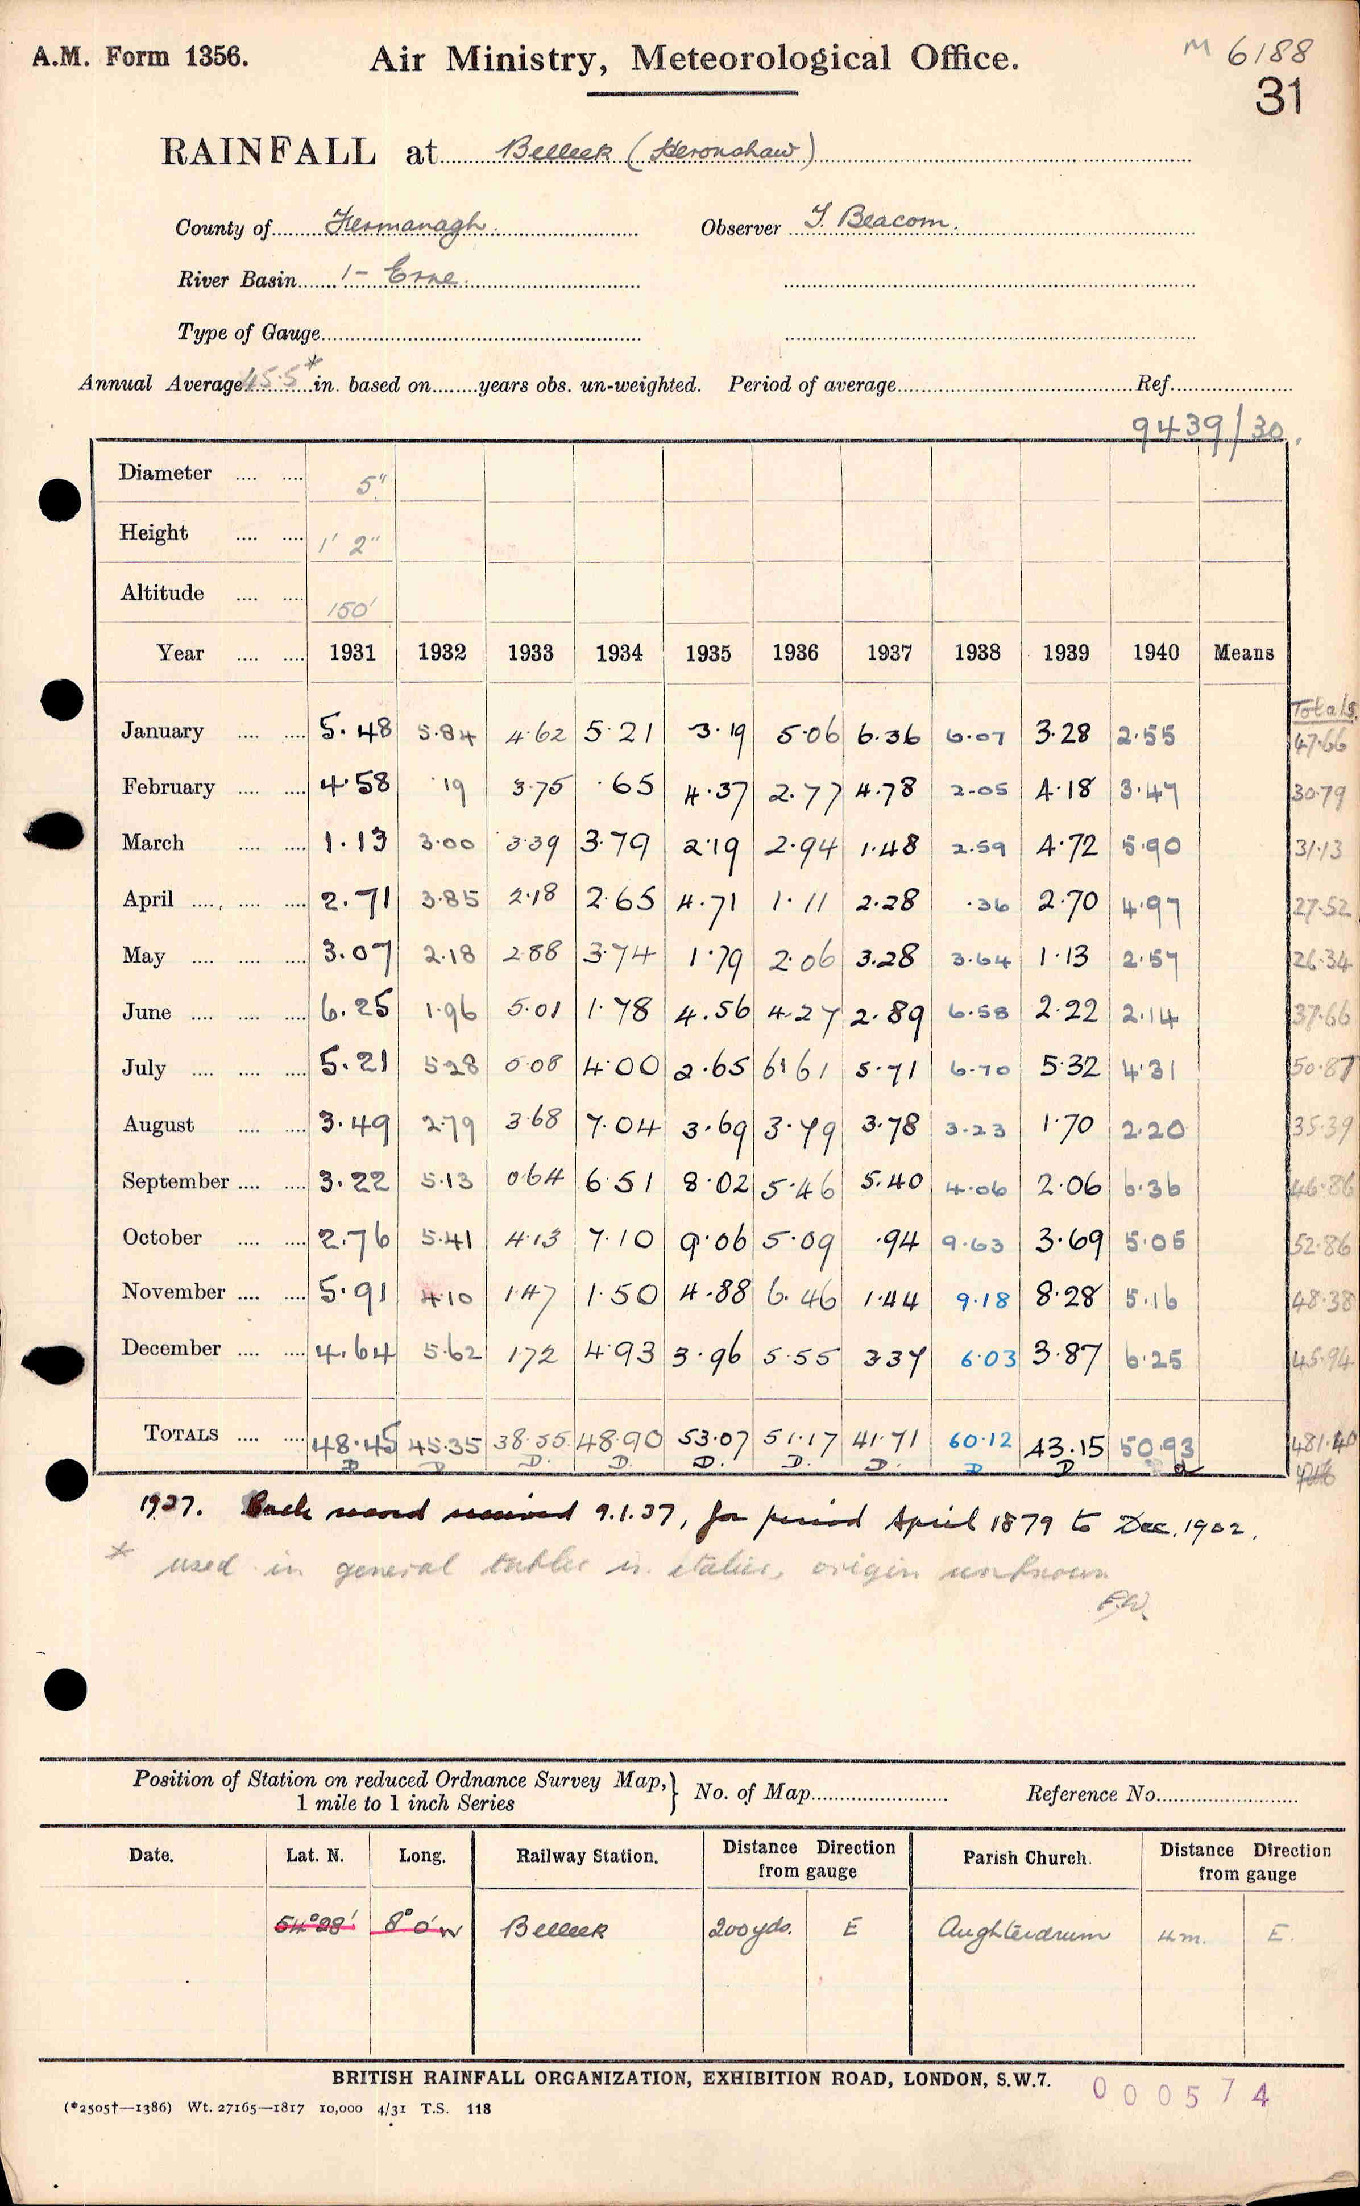 A.M. Form 1356.
Air Ministry, Meteorological Office.
M 6188
31
RAINFALL at Belleek (Heronshaw)
County of Fermanagh. Observer T. Beacom.
River Basin 1- Erne.
Type of Gauge
Annual Average 45.5* in. based on years obs. un-weighted. Period of average Ref.
9439/30.
Diameter 5"
Height 1' 2"
Altitude 150'
Year 1931 1932 1933 1934 1935 1936 1937 1938 1939 1940 Means
Totals
January 5.48 5.84 4.62 5.21 3.19 5.06 6.36 6.07 3.28 2.55 47.66
February 4.58 .19 3.75 .65 4.37 2.77 4.78 2.05 4.18 3.47 30.79
March 1.13 3.00 3.39 3.79 2.19 2.94 1.48 2.59 4.72 5.90 31.13
April 2.71 3.85 2.18 2.65 4.71 1.11 2.28 .36 2.70 4.97 27.52
May 3.07 2.18 2.88 3.74 1.79 2.06 3.28 3.64 1.13 2.57 26.34
June 6.25 1.96 5.01 1.78 4.56 4.27 2.89 6.58 2.22 2.14 37.66
July 5.21 5.28 5.08 4.00 2.65 6.61 5.71 6.70 5.32 4.31 50.87
August 3.49 2.79 3.68 7.04 3.69 3.79 3.78 3.23 1.70 2.20 35.39
September 3.22 5.13 0.64 6.51 8.02 5.46 5.40 4.06 2.06 6.36 46.86
October 2.76 5.41 4.13 7.10 9.06 5.09 .94 9.63 3.69 5.05 52.86
November 5.91 4.10 1.47 1.50 4.88 6.46 1.44 9.18 8.28 5.16 48.38
December 4.64 5.62 1.72 4.93 3.96 5.55 3.37 6.03 3.87 6.25 45.94
TOTALS 48.45 45.35 38.55 48.90 53.07 51.17 41.71 60.12 43.15 50.93 481.40
D D D. D. D. D. D. D D
1937. Back record received 9.1.37, for period April 1879 to Dec. 1902.
* used in general tables in italics, origin unknown
F.W.
Position of Station on reduced Ordnance Survey Map, 1 mile to 1 inch Series No. of Map Reference No.
Date. Lat. N. Long. Railway Station. Distance Direction from gauge Parish Church. Distance Direction from gauge
54°28' 8°0'W Belleek 200yds. E Aughterdrum 4m. E.
BRITISH RAINFALL ORGANIZATION, EXHIBITION ROAD, LONDON, S.W.7.
000574
(*2505†—1386) Wt. 27165—1817 10,000 4/31 T.S. 118